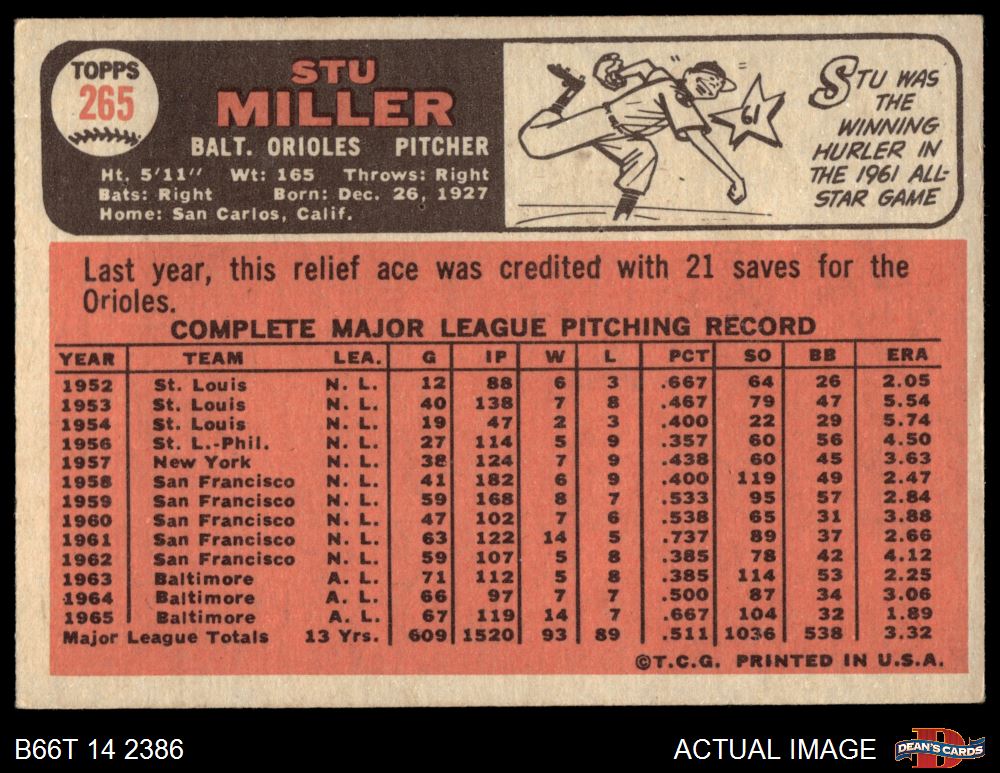 TOPPS
265
STU
MILLER
BALT. ORIOLES PITCHER
Ht. 5'11" Wt: 165 Throws: Right
Bats: Right Born: Dec. 26, 1927
Home: San Carlos, Calif.
61
STU WAS
THE
WINNING
HURLER IN
THE 1961 ALL-
STAR GAME
Last year, this relief ace was credited with 21 saves for the
Orioles.
COMPLETE MAJOR LEAGUE PITCHING RECORD
YEAR TEAM LEA. G IP W L PCT SO BB ERA
1952 St. Louis N. L. 12 88 6 3 .667 64 26 2.05
1953 St. Louis N. L. 40 138 7 8 .467 79 47 5.54
1954 St. Louis N. L. 19 47 2 3 .400 22 29 5.74
1956 St. L.-Phil. N. L. 27 114 5 9 .357 60 56 4.50
1957 New York N. L. 38 124 7 9 .438 60 45 3.63
1958 San Francisco N. L. 41 182 6 9 .400 119 49 2.47
1959 San Francisco N. L. 59 168 8 7 .533 95 57 2.84
1960 San Francisco N. L. 47 102 7 6 .538 65 31 3.88
1961 San Francisco N. L. 63 122 14 5 .737 89 37 2.66
1962 San Francisco N. L. 59 107 5 8 .385 78 42 4.12
1963 Baltimore A. L. 71 112 5 8 .385 114 53 2.25
1964 Baltimore A. L. 66 97 7 7 .500 87 34 3.06
1965 Baltimore A. L. 67 119 14 7 .667 104 32 1.89
Major League Totals 13 Yrs. 609 1520 93 89 .511 1036 538 3.32
©T.C.G. PRINTED IN U.S.A.
B66T 14 2386
ACTUAL IMAGE
D
DEAN'S CARDS